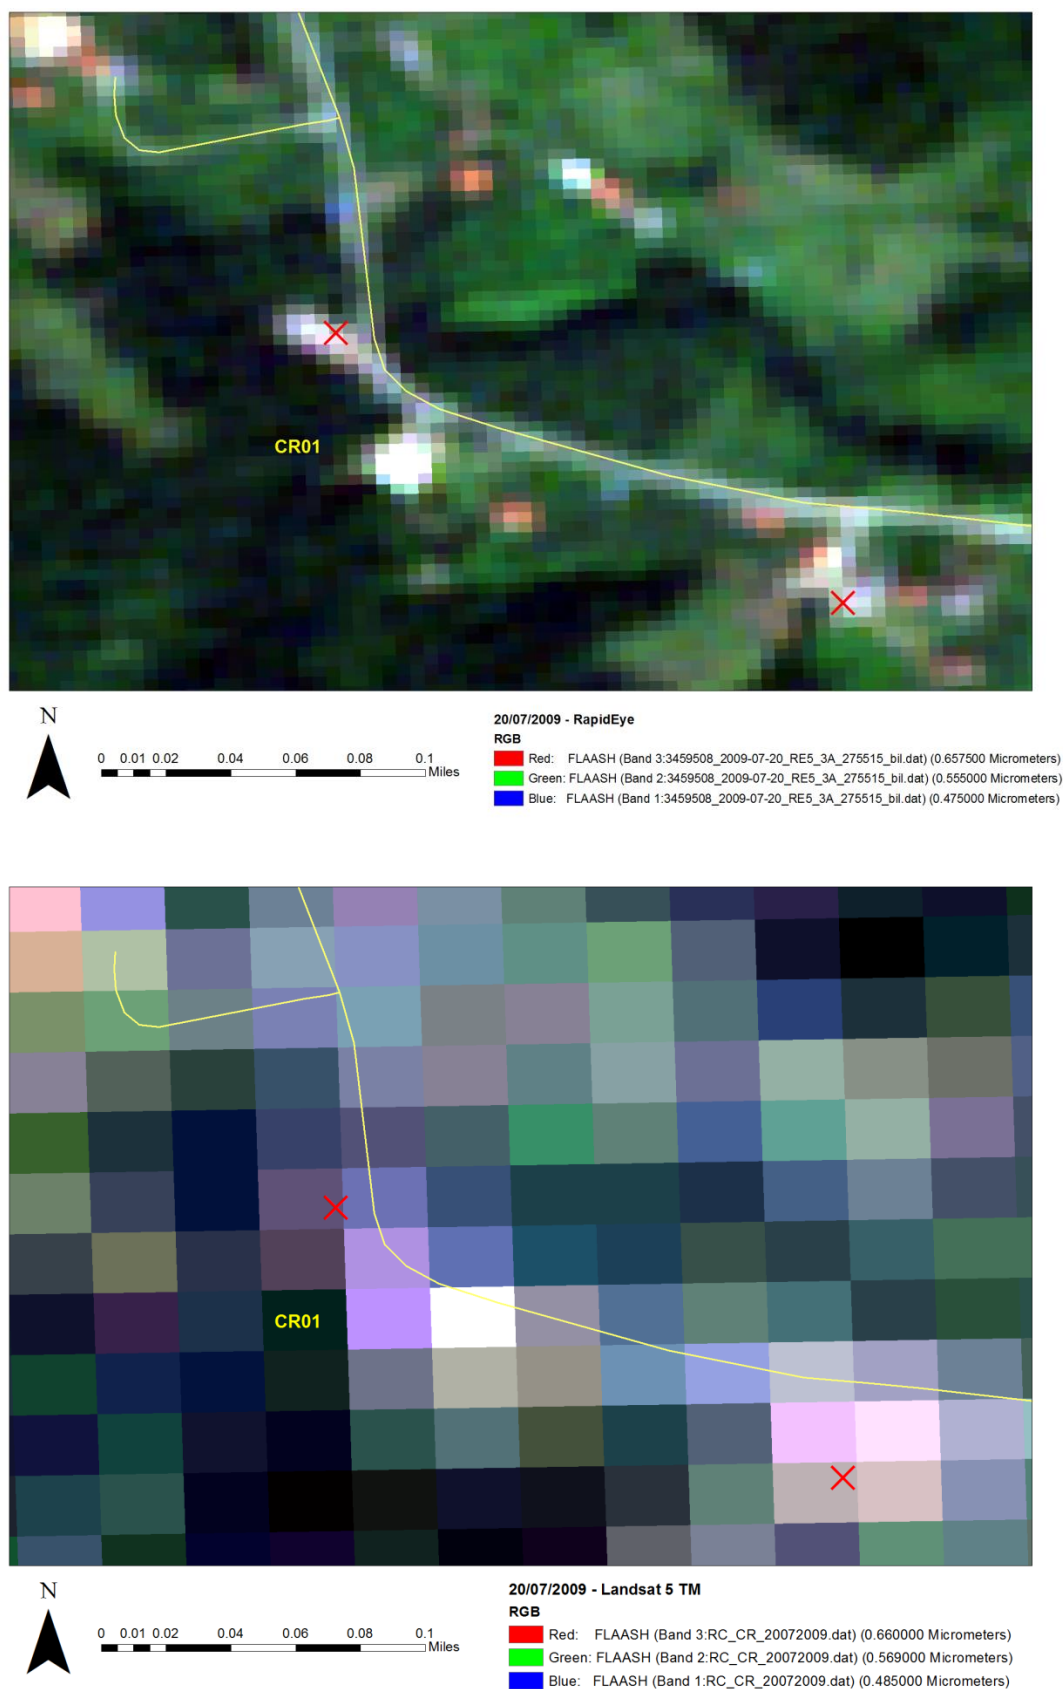 CR01
N
0 0.01 0.02 0.04 0.06 0.08 0.1
Miles
20/07/2009 - RapidEye
RGB
Red: FLAASH (Band 3:3459508_2009-07-20_RE5_3A_275515_bil.dat) (0.657500 Micrometers)
Green: FLAASH (Band 2:3459508_2009-07-20_RE5_3A_275515_bil.dat) (0.555000 Micrometers)
Blue: FLAASH (Band 1:3459508_2009-07-20_RE5_3A_275515_bil.dat) (0.475000 Micrometers)
CR01
N
0 0.01 0.02 0.04 0.06 0.08 0.1
Miles
20/07/2009 - Landsat 5 TM
RGB
Red: FLAASH (Band 3:RC_CR_20072009.dat) (0.660000 Micrometers)
Green: FLAASH (Band 2:RC_CR_20072009.dat) (0.569000 Micrometers)
Blue: FLAASH (Band 1:RC_CR_20072009.dat) (0.485000 Micrometers)